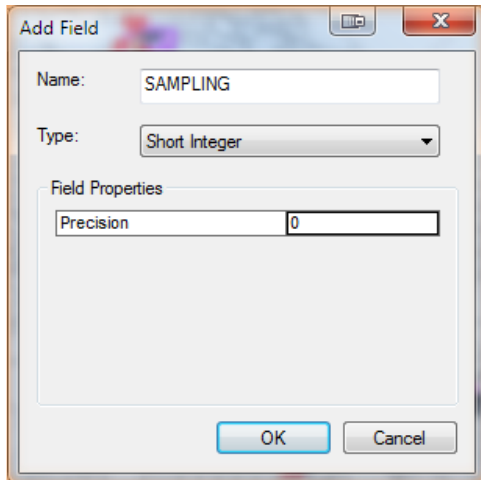 Add Field
Name: SAMPLING
Type: Short Integer
Field Properties
Precision 0
OK Cancel